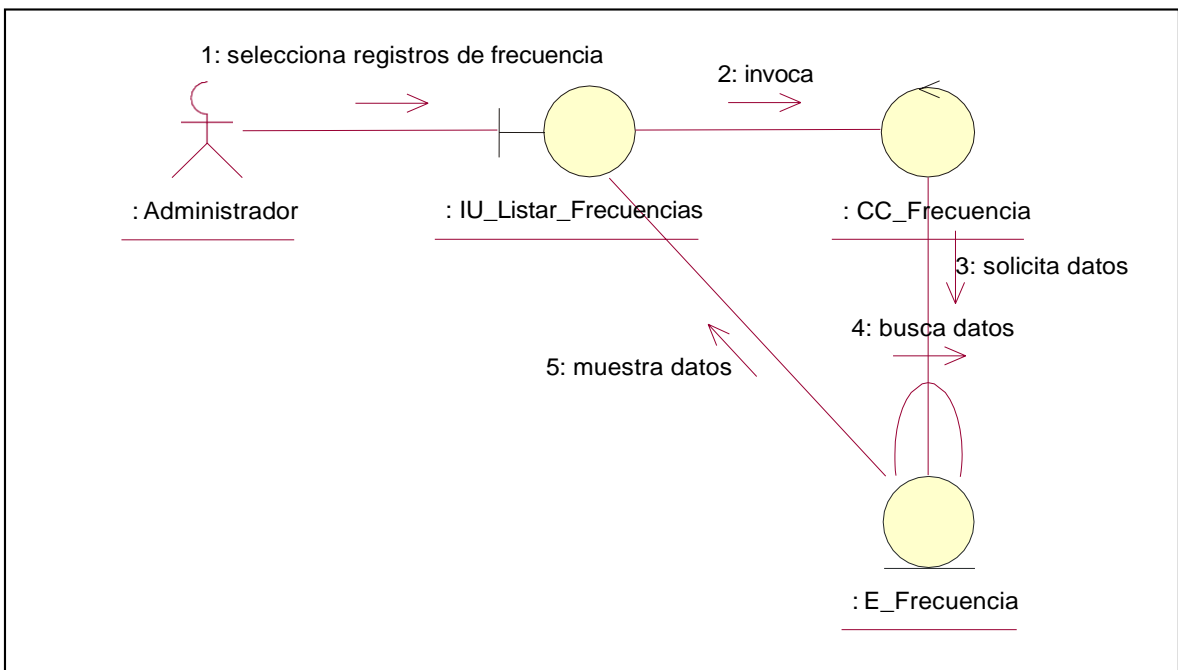 1: selecciona registros de frecuencia
2: invoca
: Administrador
: IU_Listar_Frecuencias
: CC_Frecuencia
3: solicita datos
4: busca datos
5: muestra datos
: E_Frecuencia